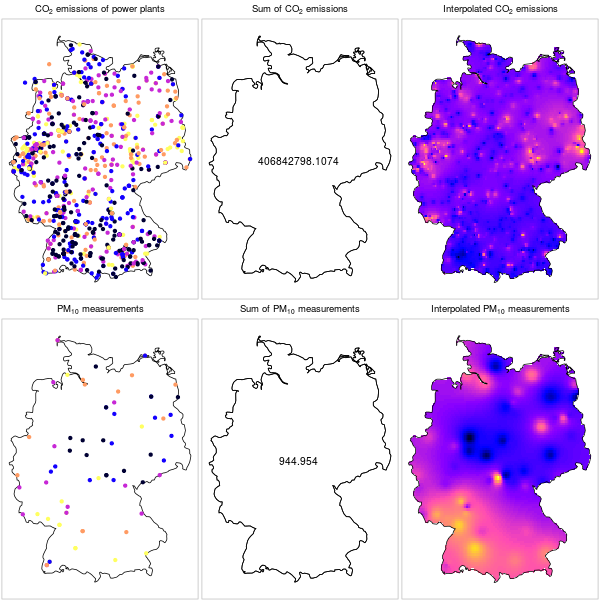 CO₂ emissions of power plants
Sum of CO₂ emissions
Interpolated CO₂ emissions
406842798.1074
PM₁₀ measurements
Sum of PM₁₀ measurements
Interpolated PM₁₀ measurements
944.954